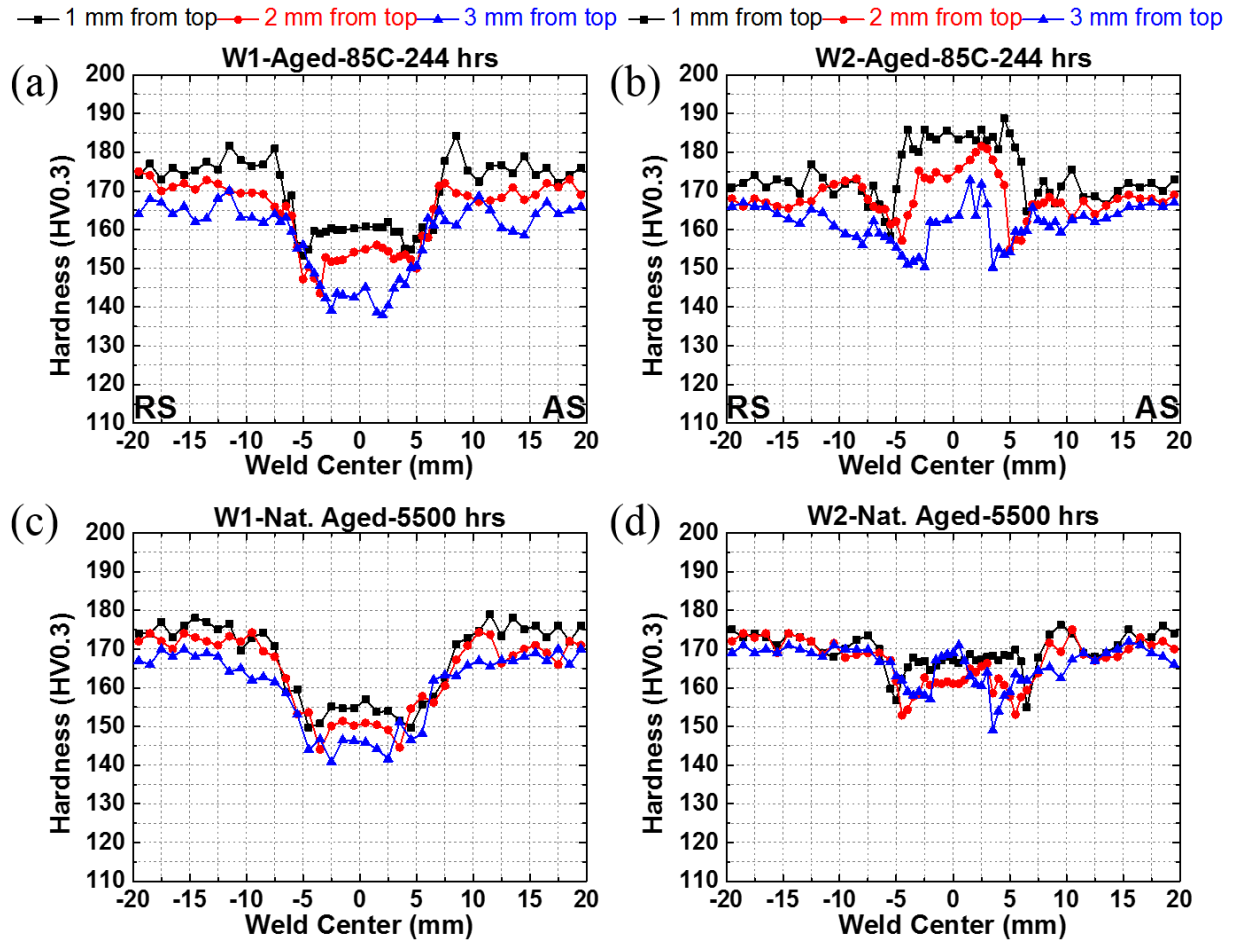 1 mm from top 2 mm from top 3 mm from top 1 mm from top 2 mm from top 3 mm from top
(a)
W1-Aged-85C-244 hrs
200
190
180
170
160
150
140
130
120
110
Hardness (HV0.3)
RS
AS
-20 -15 -10 -5 0 5 10 15 20
Weld Center (mm)
(b)
W2-Aged-85C-244 hrs
200
190
180
170
160
150
140
130
120
110
Hardness (HV0.3)
RS
AS
-20 -15 -10 -5 0 5 10 15 20
Weld Center (mm)
(c)
W1-Nat. Aged-5500 hrs
200
190
180
170
160
150
140
130
120
110
Hardness (HV0.3)
-20 -15 -10 -5 0 5 10 15 20
Weld Center (mm)
(d)
W2-Nat. Aged-5500 hrs
200
190
180
170
160
150
140
130
120
110
Hardness (HV0.3)
-20 -15 -10 -5 0 5 10 15 20
Weld Center (mm)